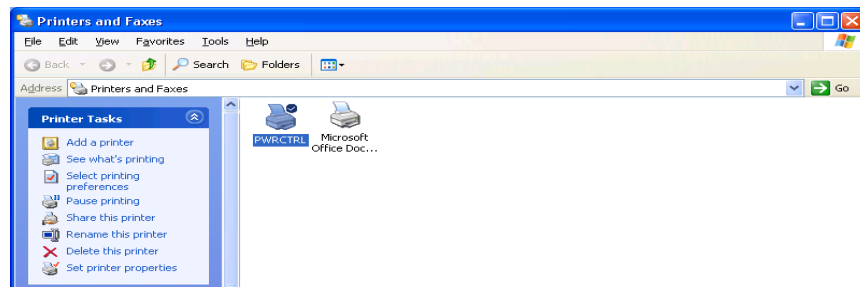 Printers and Faxes
File Edit View Favorites Tools Help
Back Search Folders
Address Printers and Faxes Go
Printer Tasks
Add a printer
See what's printing
Select printing
preferences
Pause printing
Share this printer
Rename this printer
Delete this printer
Set printer properties
PWRCTRL
Microsoft
Office Doc...